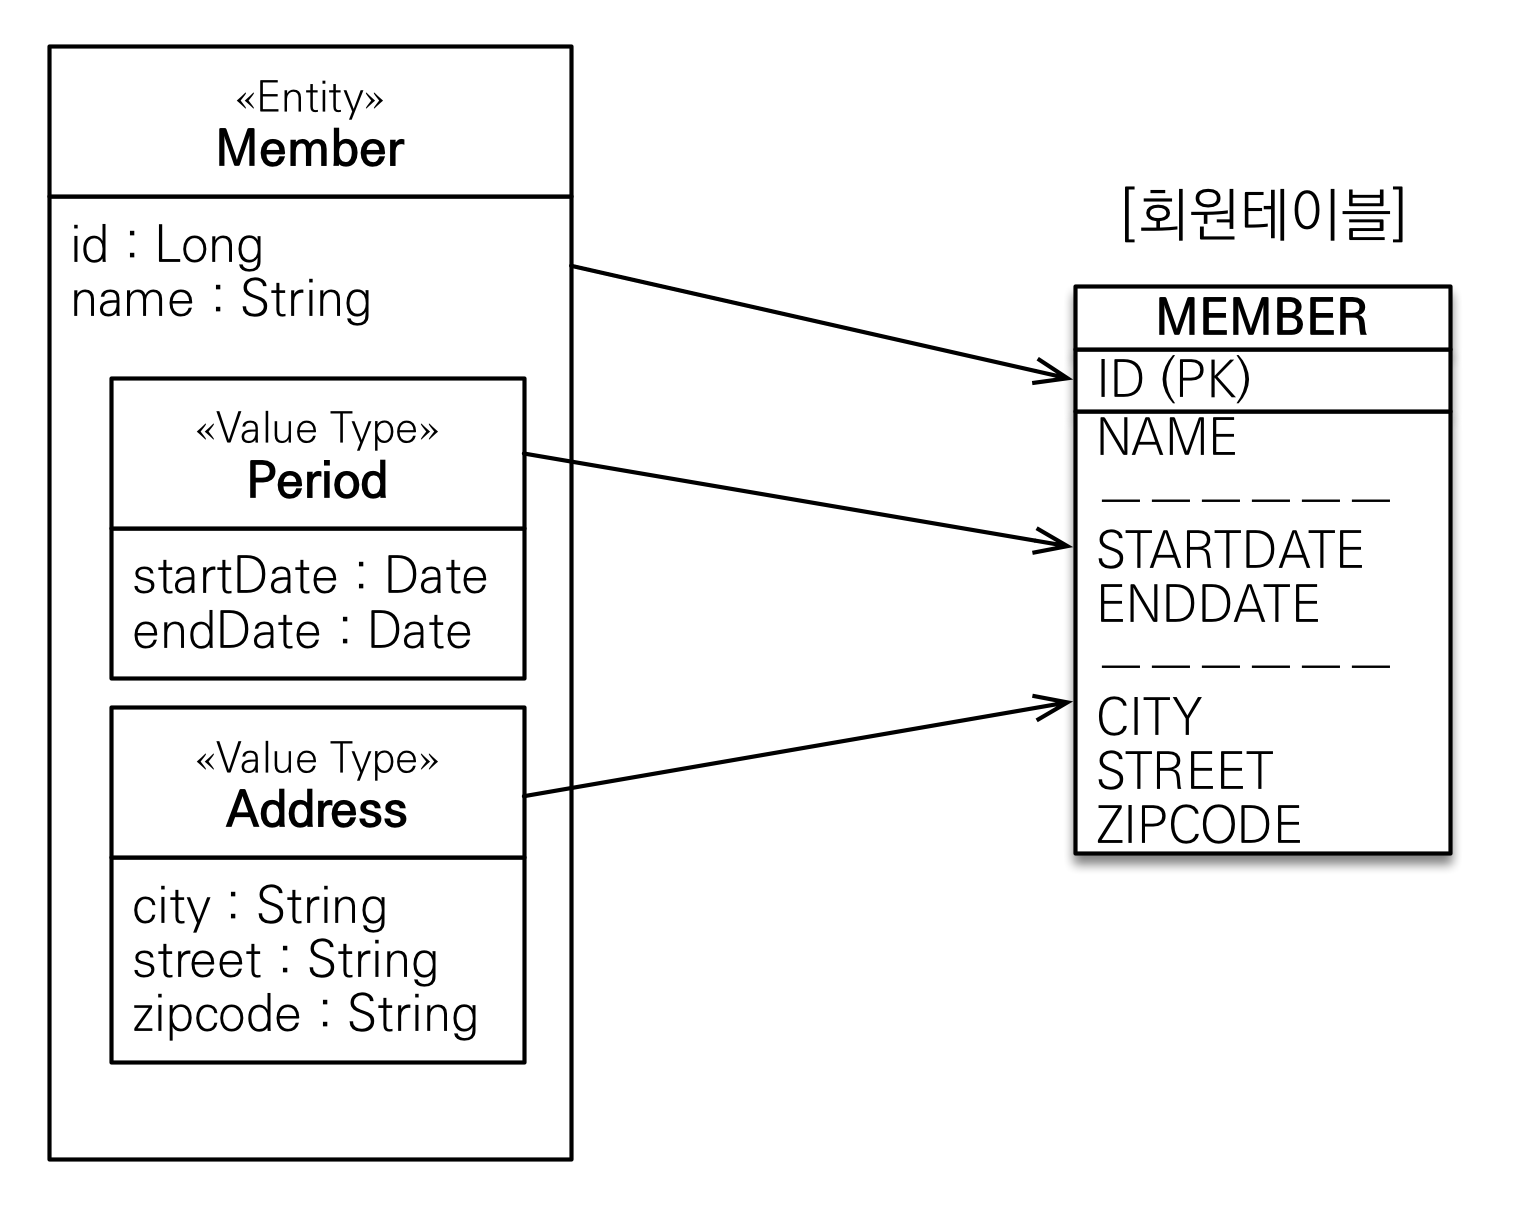 «Entity»
Member
id : Long
name : String
«Value Type»
Period
startDate : Date
endDate : Date
«Value Type»
Address
city : String
street : String
zipcode : String
[회원테이블]
MEMBER
ID (PK)
NAME
— — — — — —
STARTDATE
ENDDATE
— — — — — —
CITY
STREET
ZIPCODE